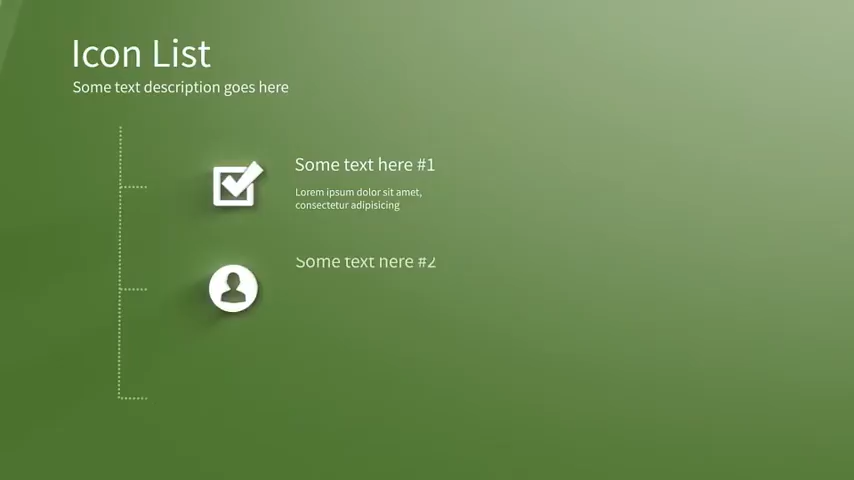 Icon List
Some text description goes here
Some text here #1
Lorem ipsum dolor sit amet,
consectetur adipisicing
Some text here #2